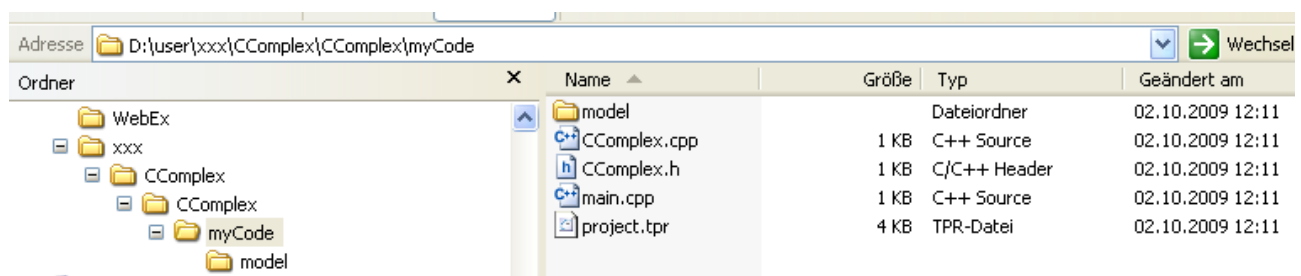 Adresse D:\user\xxx\CComplex\CComplex\myCode Wechsel
Ordner
WebEx
xxx
CComplex
CComplex
myCode
model
Name Größe Typ Geändert am
model Dateiordner 02.10.2009 12:11
CComplex.cpp 1 KB C++ Source 02.10.2009 12:11
CComplex.h 1 KB C/C++ Header 02.10.2009 12:11
main.cpp 1 KB C++ Source 02.10.2009 12:11
project.tpr 4 KB TPR-Datei 02.10.2009 12:11